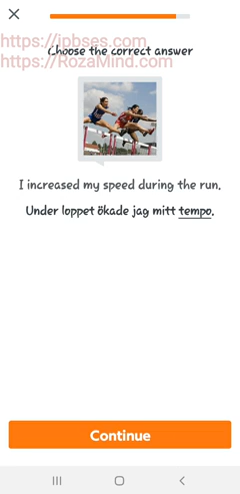 https://jobses.com
Choose the correct answer
https://RozaMind.com
I increased my speed during the run.
Under loppet ökade jag mitt tempo.
Continue